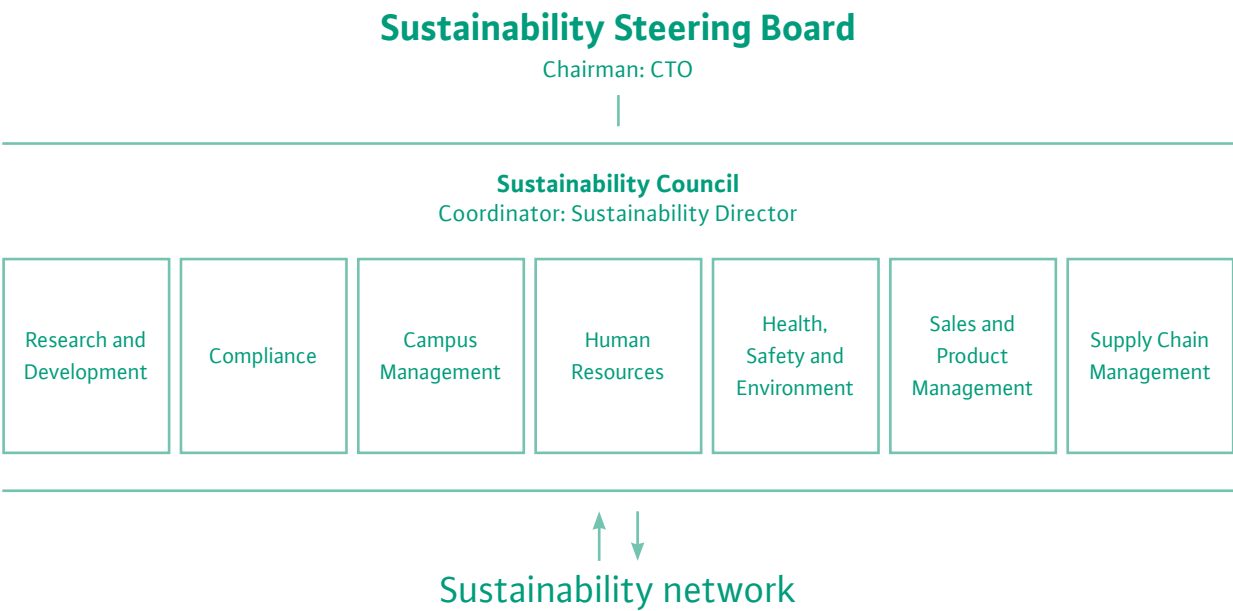 Sustainability Steering Board
Chairman: CTO
Sustainability Council
Coordinator: Sustainability Director
Research and
Development
Compliance
Campus
Management
Human
Resources
Health,
Safety and
Environment
Sales and
Product
Management
Supply Chain
Management
Sustainability network